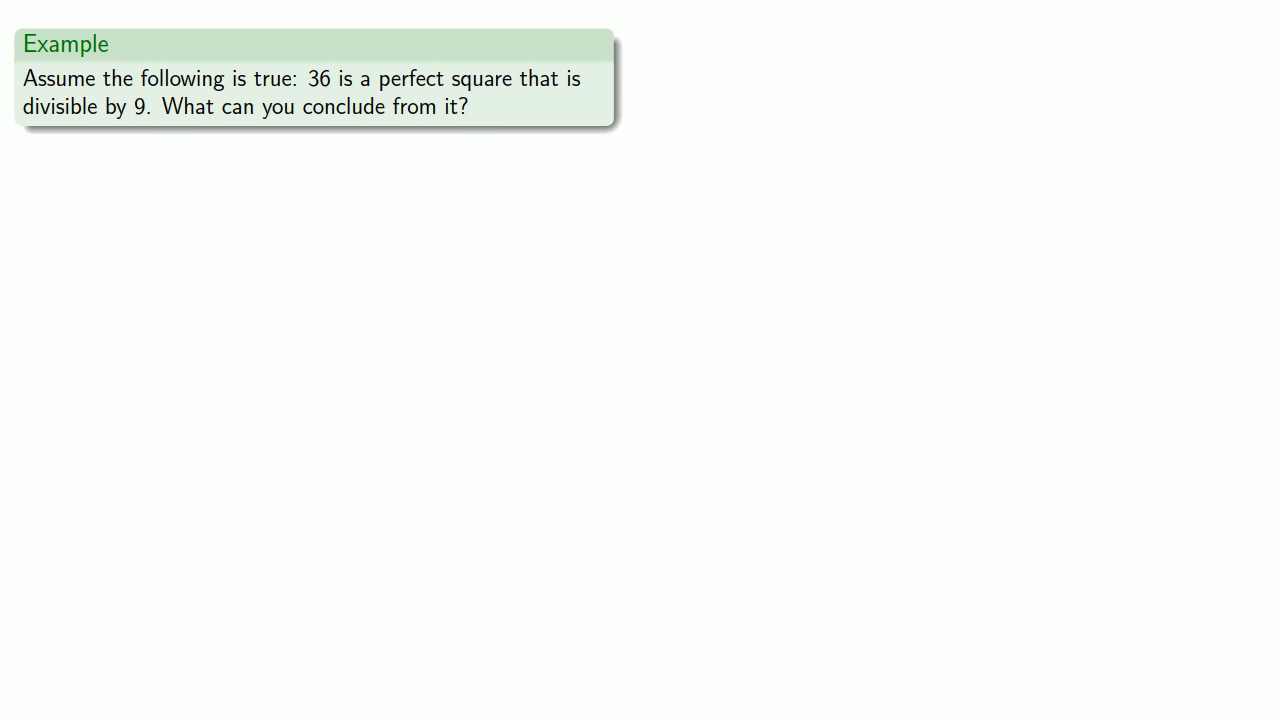 Example
Assume the following is true: 36 is a perfect square that is
divisible by 9. What can you conclude from it?